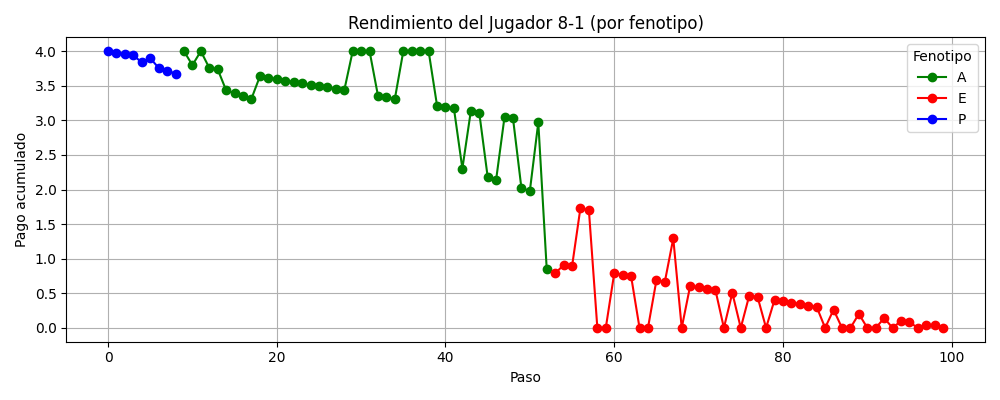 Rendimiento del Jugador 8-1 (por fenotipo)
Pago acumulado
4.0
3.5
3.0
2.5
2.0
1.5
1.0
0.5
0.0
Fenotipo
A
E
P
0 20 40 60 80 100
Paso